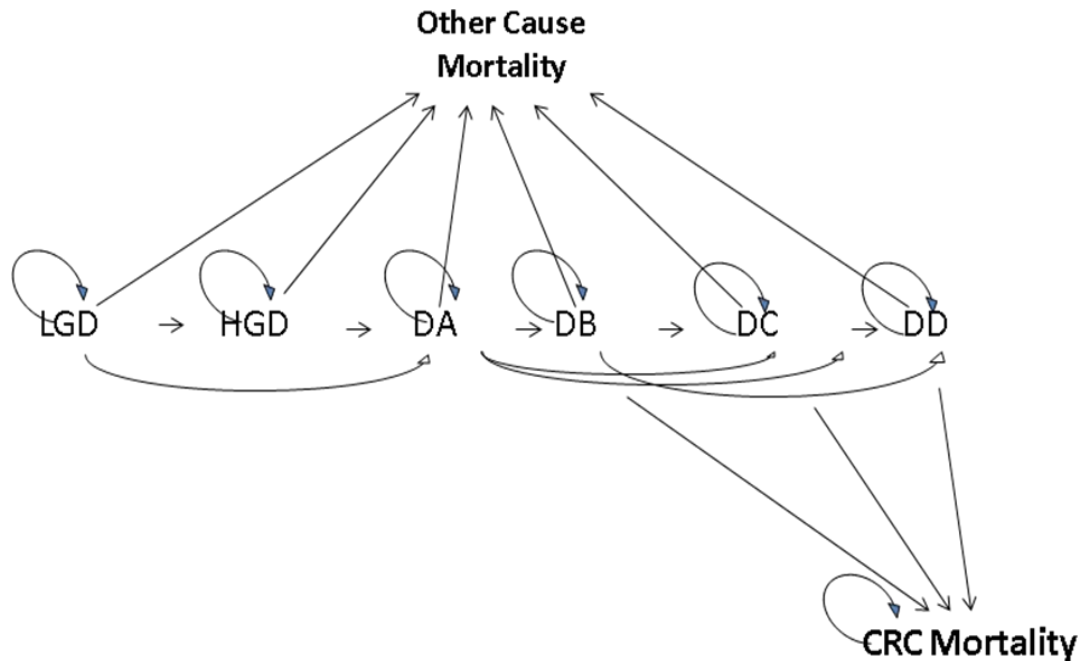 Other Cause
Mortality
LGD → HGD → DA → DB → DC → DD
CRC Mortality